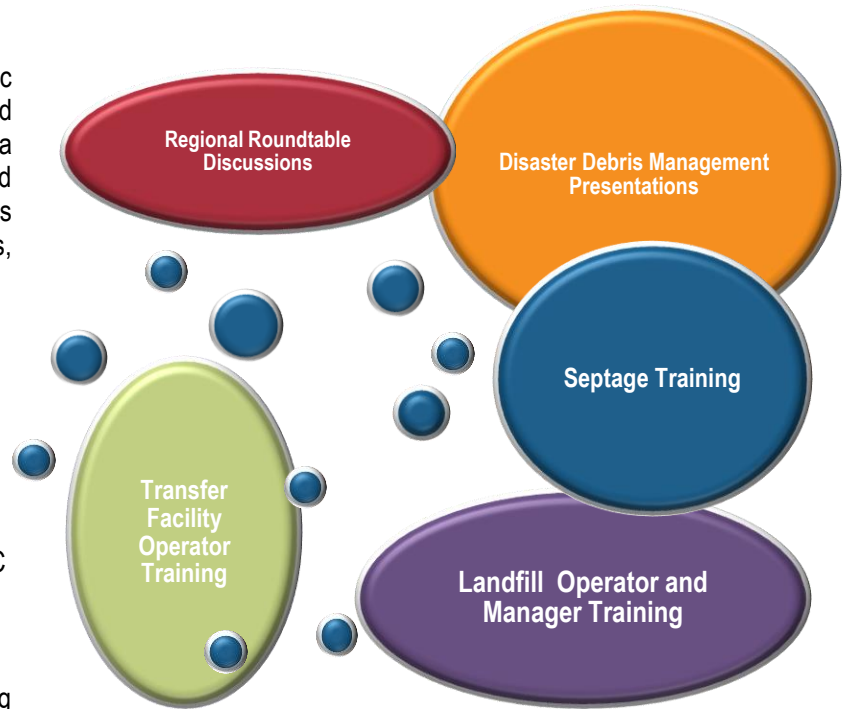 c
d
a
d
s
s,
Regional Roundtable
Discussions
Disaster Debris Management
Presentations
Septage Training
Transfer
Facility
Operator
Training
Landfill Operator and
Manager Training
C
g